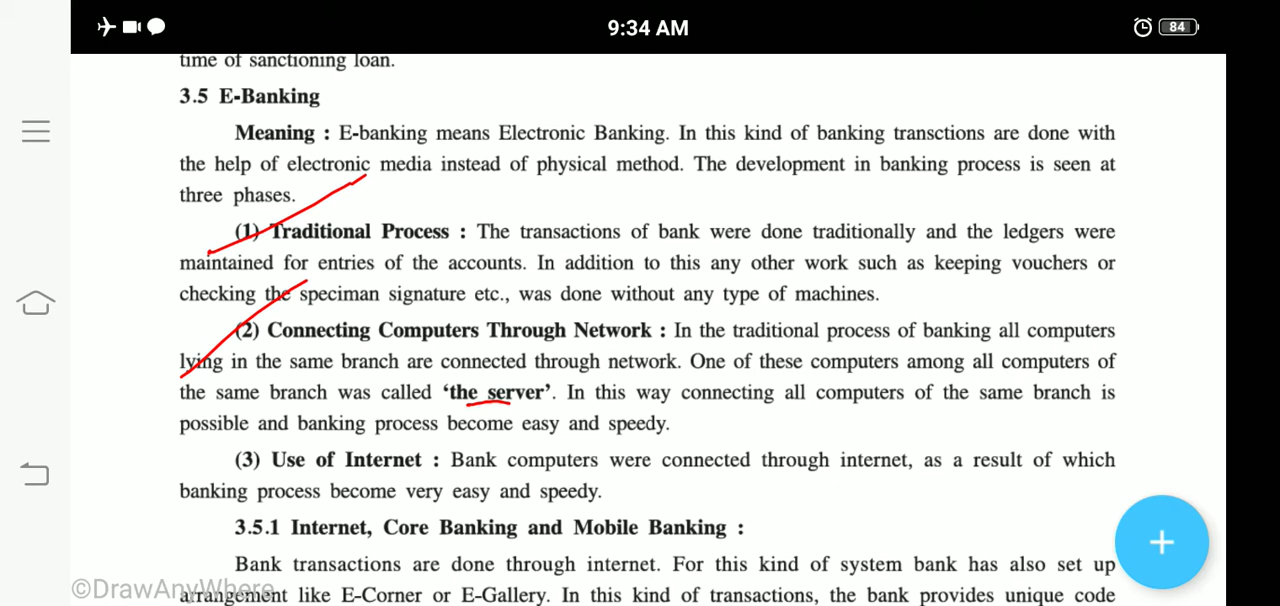 9:34 AM
84
time of sanctioning loan.
3.5 E-Banking
Meaning : E-banking means Electronic Banking. In this kind of banking transctions are done with
the help of electronic media instead of physical method. The development in banking process is seen at
three phases.
(1) Traditional Process : The transactions of bank were done traditionally and the ledgers were
maintained for entries of the accounts. In addition to this any other work such as keeping vouchers or
checking the speciman signature etc., was done without any type of machines.
(2) Connecting Computers Through Network : In the traditional process of banking all computers
lying in the same branch are connected through network. One of these computers among all computers of
the same branch was called ‘the server’. In this way connecting all computers of the same branch is
possible and banking process become easy and speedy.
(3) Use of Internet : Bank computers were connected through internet, as a result of which
banking process become very easy and speedy.
3.5.1 Internet, Core Banking and Mobile Banking :
Bank transactions are done through internet. For this kind of system bank has also set up
arrangement like E-Corner or E-Gallery. In this kind of transactions, the bank provides unique code
©DrawAnyWhere